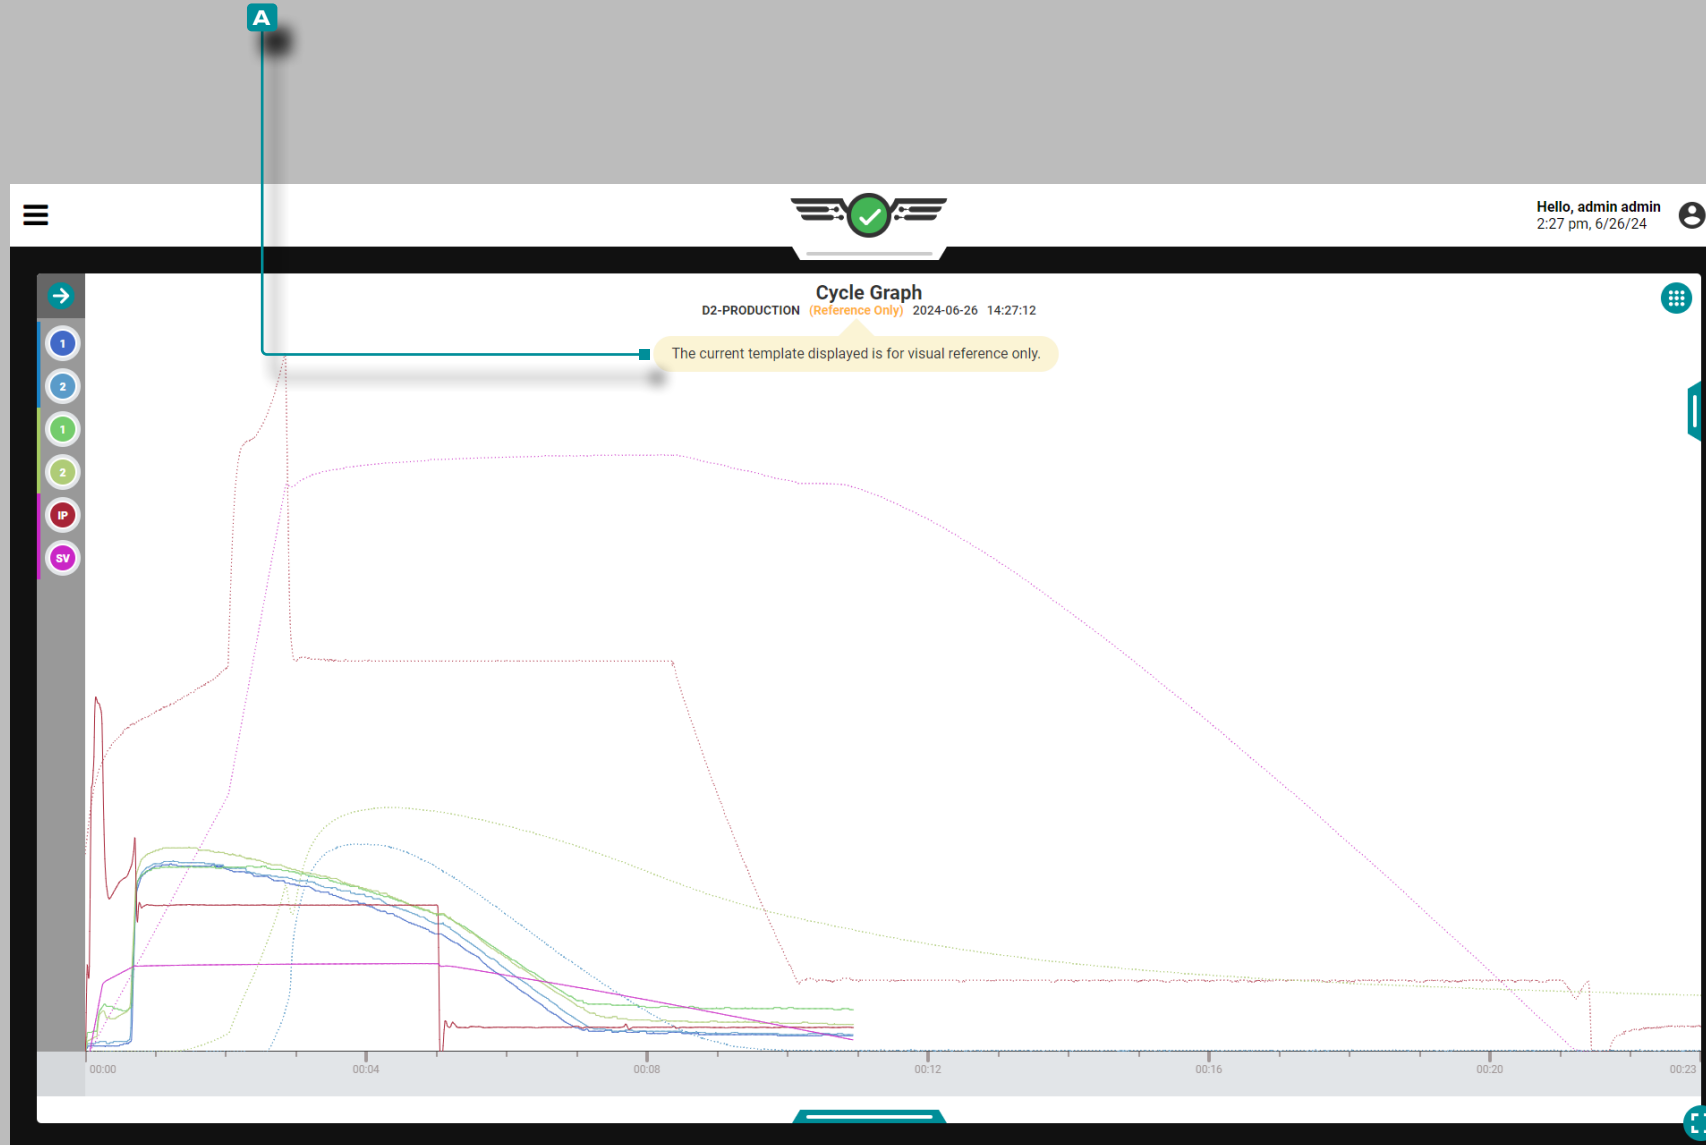 A
Hello, admin admin
2:27 pm, 6/26/24
Cycle Graph
D2-PRODUCTION (Reference Only) 2024-06-26 14:27:12
The current template displayed is for visual reference only.
1
2
1
2
IP
SV
00:00 00:04 00:08 00:12 00:16 00:20 00:23